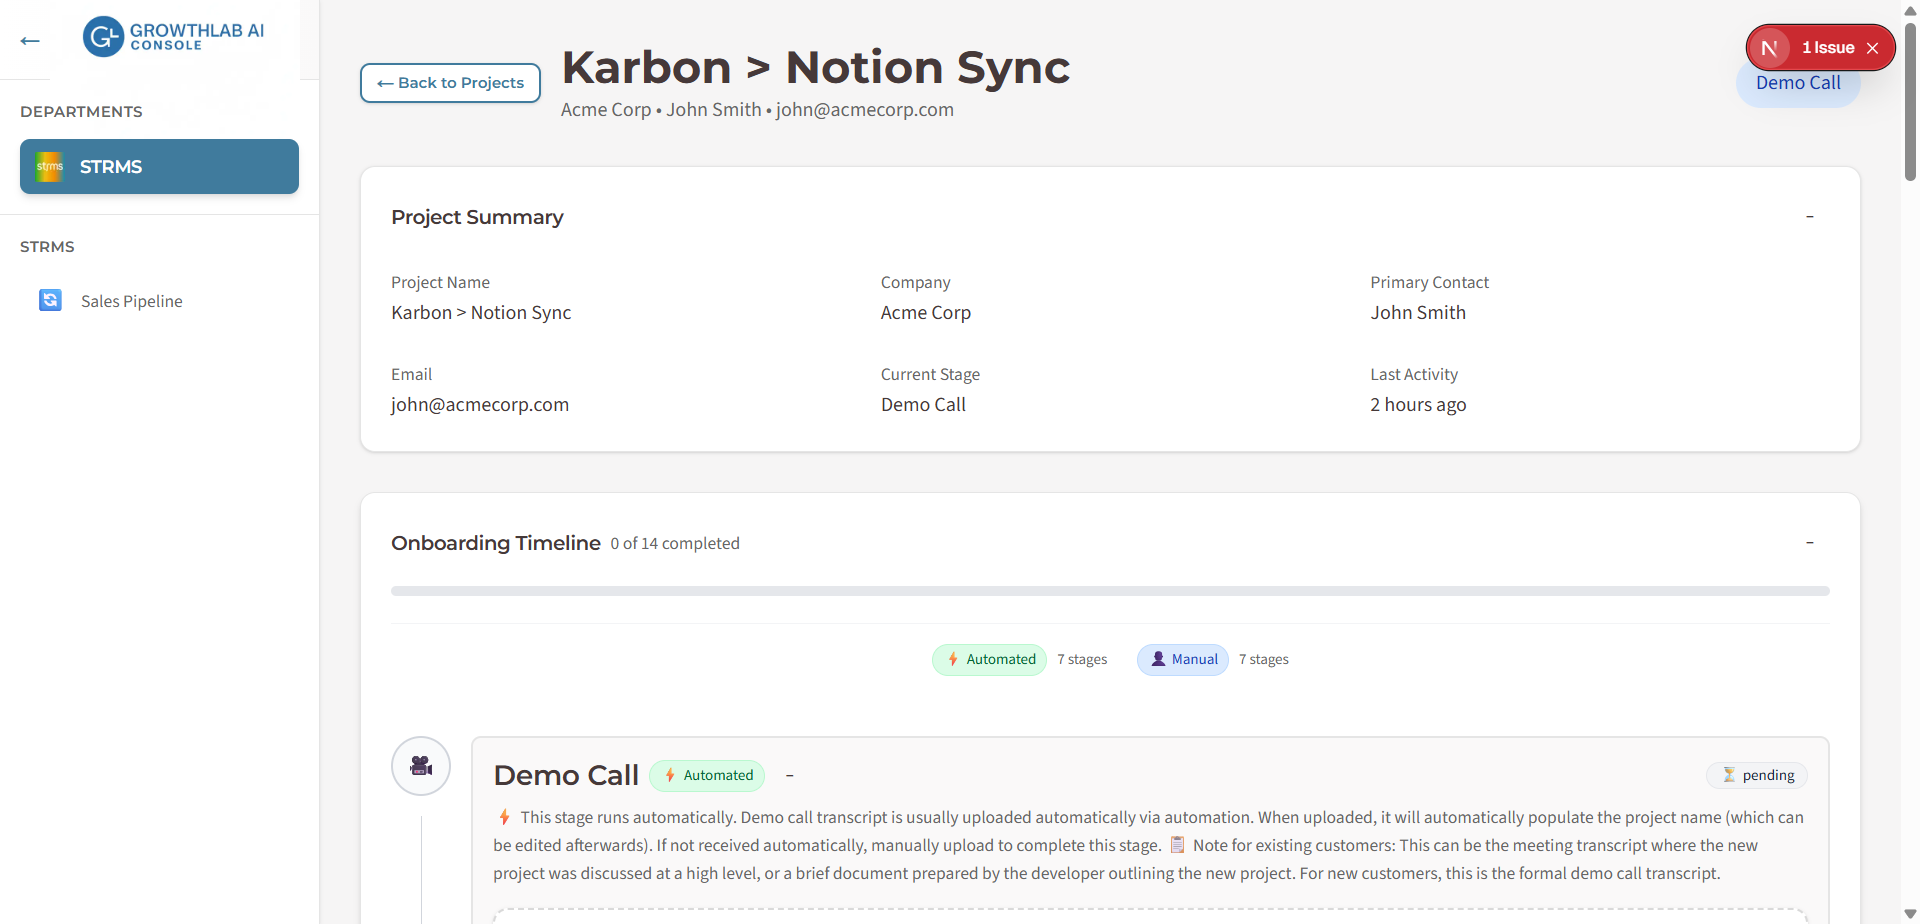 ←
GROWTHLAB AI
CONSOLE
DEPARTMENTS
strms STRMS
STRMS
Sales Pipeline
← Back to Projects
Karbon > Notion Sync
Acme Corp • John Smith • john@acmecorp.com
N 1 Issue ×
Demo Call
Project Summary −
Project Name Company Primary Contact
Karbon > Notion Sync Acme Corp John Smith
Email Current Stage Last Activity
john@acmecorp.com Demo Call 2 hours ago
Onboarding Timeline 0 of 14 completed −
⚡ Automated 7 stages 👤 Manual 7 stages
Demo Call ⚡ Automated − ⏳ pending
⚡ This stage runs automatically. Demo call transcript is usually uploaded automatically via automation. When uploaded, it will automatically populate the project name (which can
be edited afterwards). If not received automatically, manually upload to complete this stage. 📋 Note for existing customers: This can be the meeting transcript where the new
project was discussed at a high level, or a brief document prepared by the developer outlining the new project. For new customers, this is the formal demo call transcript.